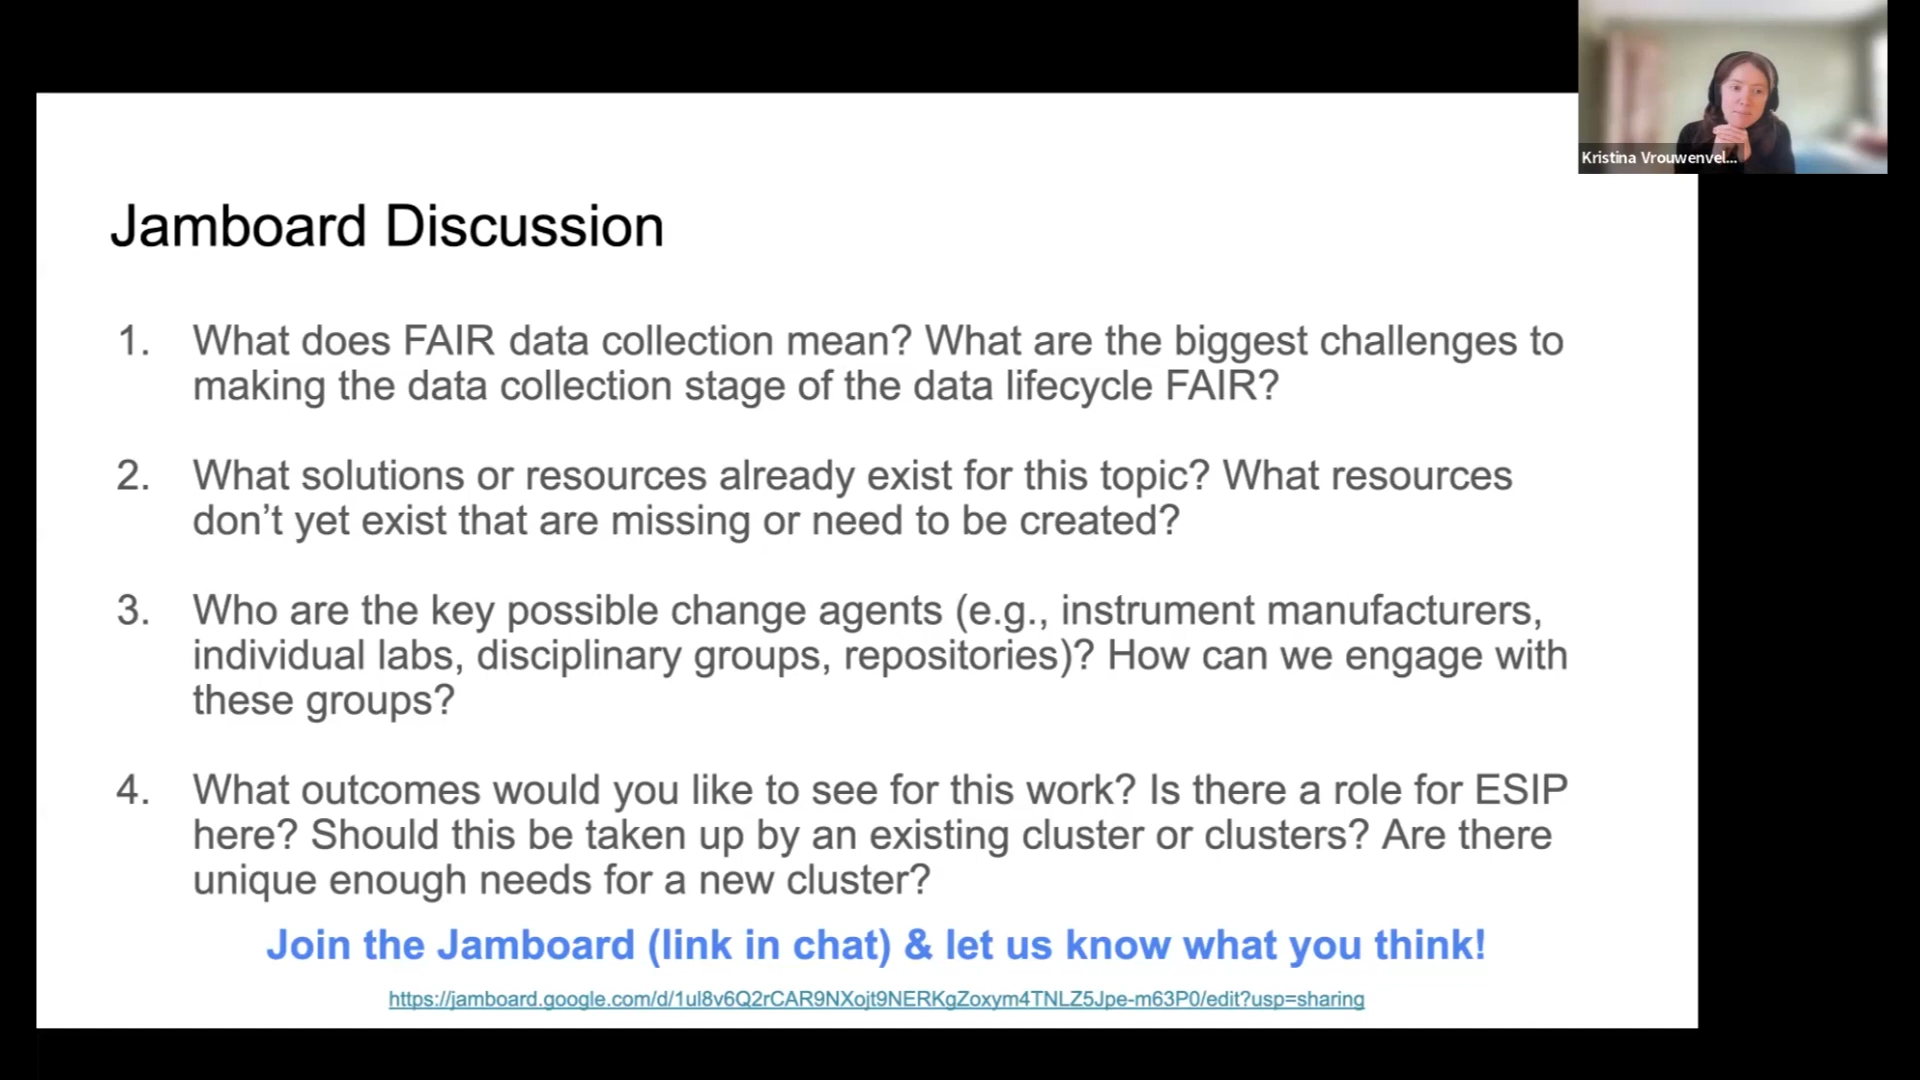 Kristina Vrouwenvel...
Jamboard Discussion
1. What does FAIR data collection mean? What are the biggest challenges to
making the data collection stage of the data lifecycle FAIR?
2. What solutions or resources already exist for this topic? What resources
don't yet exist that are missing or need to be created?
3. Who are the key possible change agents (e.g., instrument manufacturers,
individual labs, disciplinary groups, repositories)? How can we engage with
these groups?
4. What outcomes would you like to see for this work? Is there a role for ESIP
here? Should this be taken up by an existing cluster or clusters? Are there
unique enough needs for a new cluster?
Join the Jamboard (link in chat) & let us know what you think!
https://jamboard.google.com/d/1ul8v6Q2rCAR9NXojt9NERKgZoxym4TNLZ5Jpe-m63P0/edit?usp=sharing